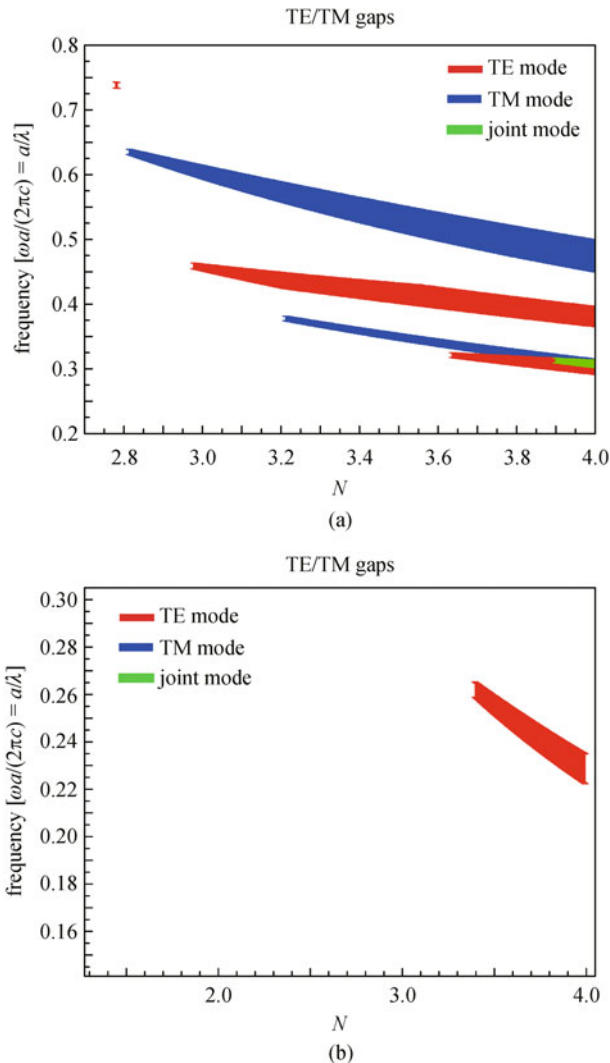 TE/TM gaps
0.8
0.7
0.6
0.5
0.4
0.3
0.2
frequency [ωa/(2πc) = a/λ]
TE mode
TM mode
joint mode
2.8 3.0 3.2 3.4 3.6 3.8 4.0
N
(a)
TE/TM gaps
0.30
0.28
0.26
0.24
0.22
0.20
0.18
0.16
frequency [ωa/(2πc) = a/λ]
TE mode
TM mode
joint mode
2.0 3.0 4.0
N
(b)